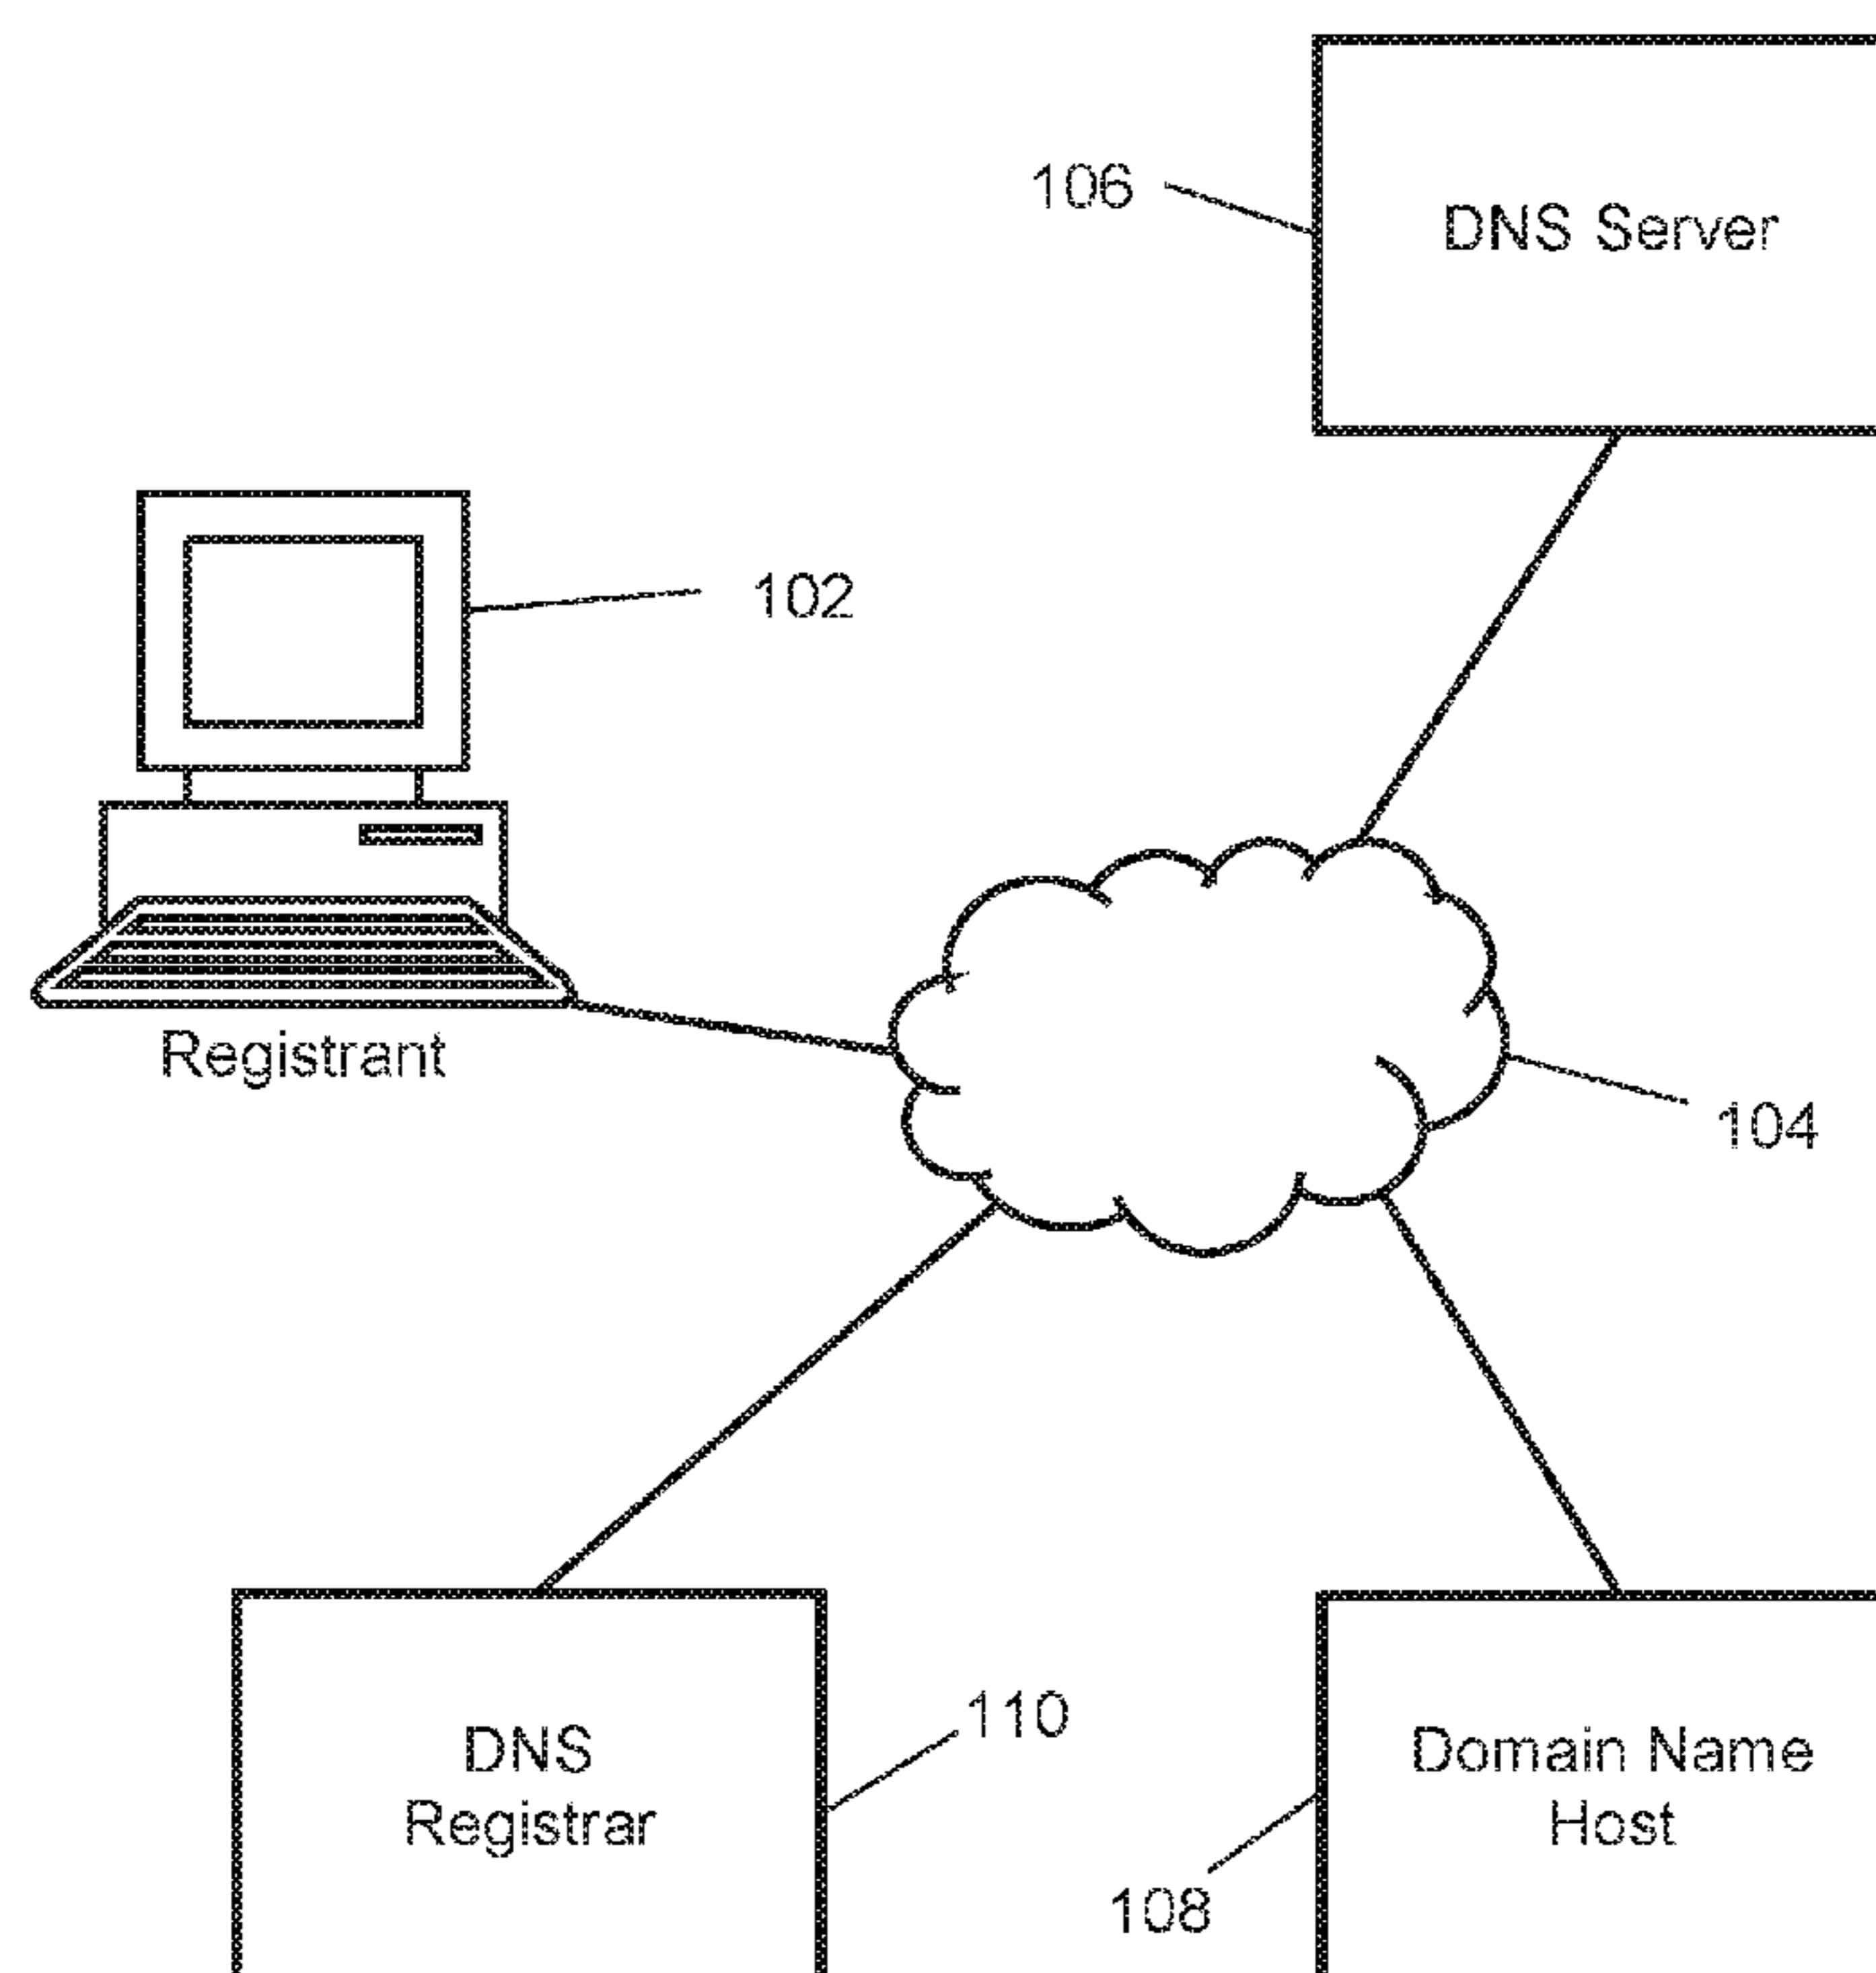 106
DNS Server
102
Registrant
104
110
DNS
Registrar
Domain Name
Host
108